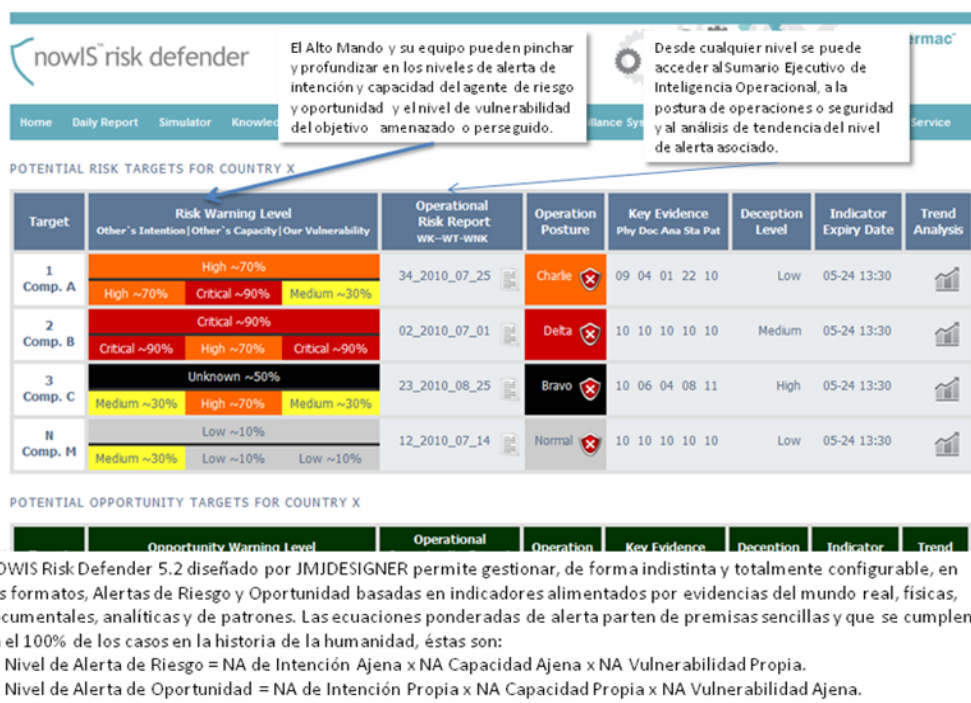 nowIS™risk defender
ermac™
El Alto Mando y su equipo pueden pinchar
y profundizar en los niveles de alerta de
intención y capacidad del agente de riesgo
y oportunidad y el nivel de vulnerabilidad
del objetivo amenazado o perseguido.
Desde cualquier nivel se puede
acceder al Sumario Ejecutivo de
Inteligencia Operacional, a la
postura de operaciones o seguridad
y al análisis de tendencia del nivel
de alerta asociado.
Home Daily Report Simulator Knowled llance Sys Service
POTENTIAL RISK TARGETS FOR COUNTRY X
Target
Risk Warning Level
Other`s Intention|Other`s Capacity|Our Vulnerability
Operational
Risk Report
WK--WT-WNK
Operation
Posture
Key Evidence
Phy Doc Ana Sta Pat
Deception
Level
Indicator
Expiry Date
Trend
Analysis
1
Comp. A
High ~70%
High ~70% Critical ~90% Medium ~30%
34_2010_07_25 Charlie 09 04 01 22 10 Low 05-24 13:30
2
Comp. B
Critical ~90%
Critical ~90% High ~70% Critical ~90%
02_2010_07_01 Delta 10 10 10 10 10 Medium 05-24 13:30
3
Comp. C
Unknown ~50%
Medium ~30% High ~70% Medium ~30%
23_2010_08_25 Bravo 10 06 04 08 11 High 05-24 13:30
N
Comp. M
Low ~10%
Medium ~30% Low ~10% Low ~10%
12_2010_07_14 Normal 10 10 10 10 10 Low 05-24 13:30
POTENTIAL OPPORTUNITY TARGETS FOR COUNTRY X
Opportunity Warning Level
Operational
Operation Key Evidence Deception Indicator Trend
OWIS Risk Defender 5.2 diseñado por JMJDESIGNER permite gestionar, de forma indistinta y totalmente configurable, en
s formatos, Alertas de Riesgo y Oportunidad basadas en indicadores alimentados por evidencias del mundo real, físicas,
ocumentales, analíticas y de patrones. Las ecuaciones ponderadas de alerta parten de premisas sencillas y que se cumplen
el 100% de los casos en la historia de la humanidad, éstas son:
Nivel de Alerta de Riesgo = NA de Intención Ajena x NA Capacidad Ajena x NA Vulnerabilidad Propia.
Nivel de Alerta de Oportunidad = NA de Intención Propia x NA Capacidad Propia x NA Vulnerabilidad Ajena.